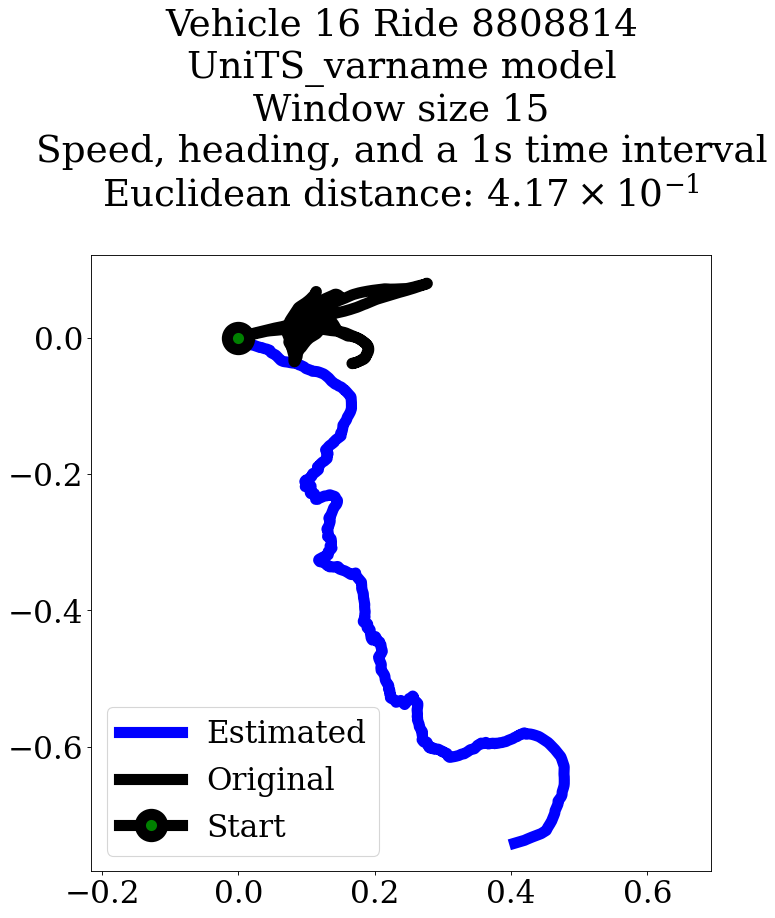 Vehicle 16 Ride 8808814
UniTS_varname model
Window size 15
Speed, heading, and a 1s time interval
Euclidean distance: 4.17 × 10⁻¹
0.0
−0.2
−0.4
−0.6
Estimated
Original
Start
−0.2 0.0 0.2 0.4 0.6